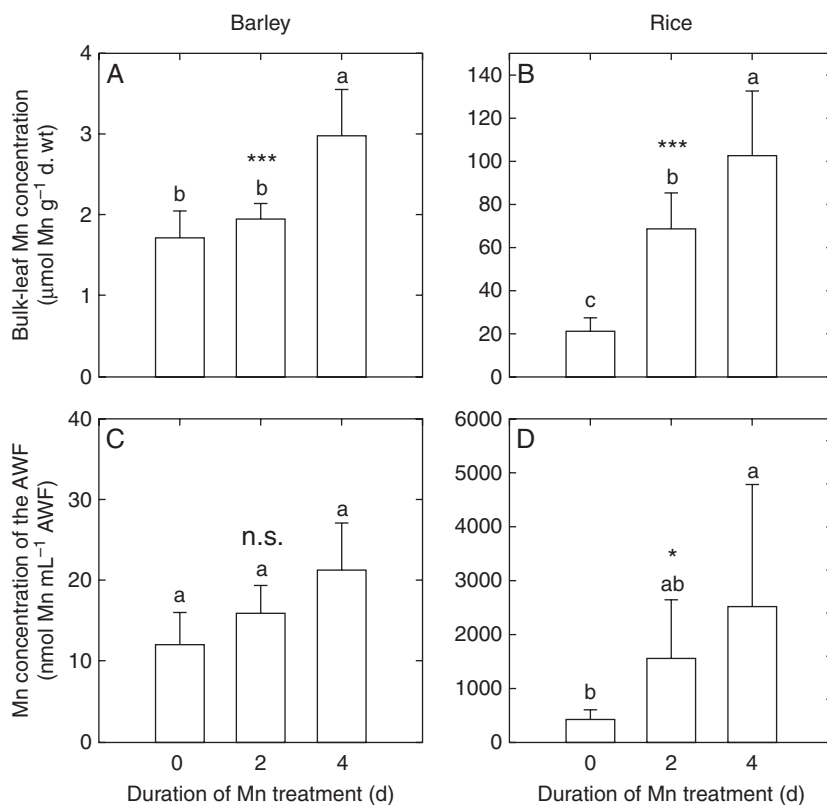 Barley
Rice
Bulk-leaf Mn concentration
(μmol Mn g⁻¹ d. wt)
A
4
3
2
1
0
b
***
b
a
B
140
120
100
80
60
40
20
0
c
***
b
a
Mn concentration of the AWF
(nmol Mn mL⁻¹ AWF)
C
40
30
20
10
0
a
n.s.
a
a
0 2 4
Duration of Mn treatment (d)
D
6000
5000
4000
3000
2000
1000
0
b
*
ab
a
0 2 4
Duration of Mn treatment (d)